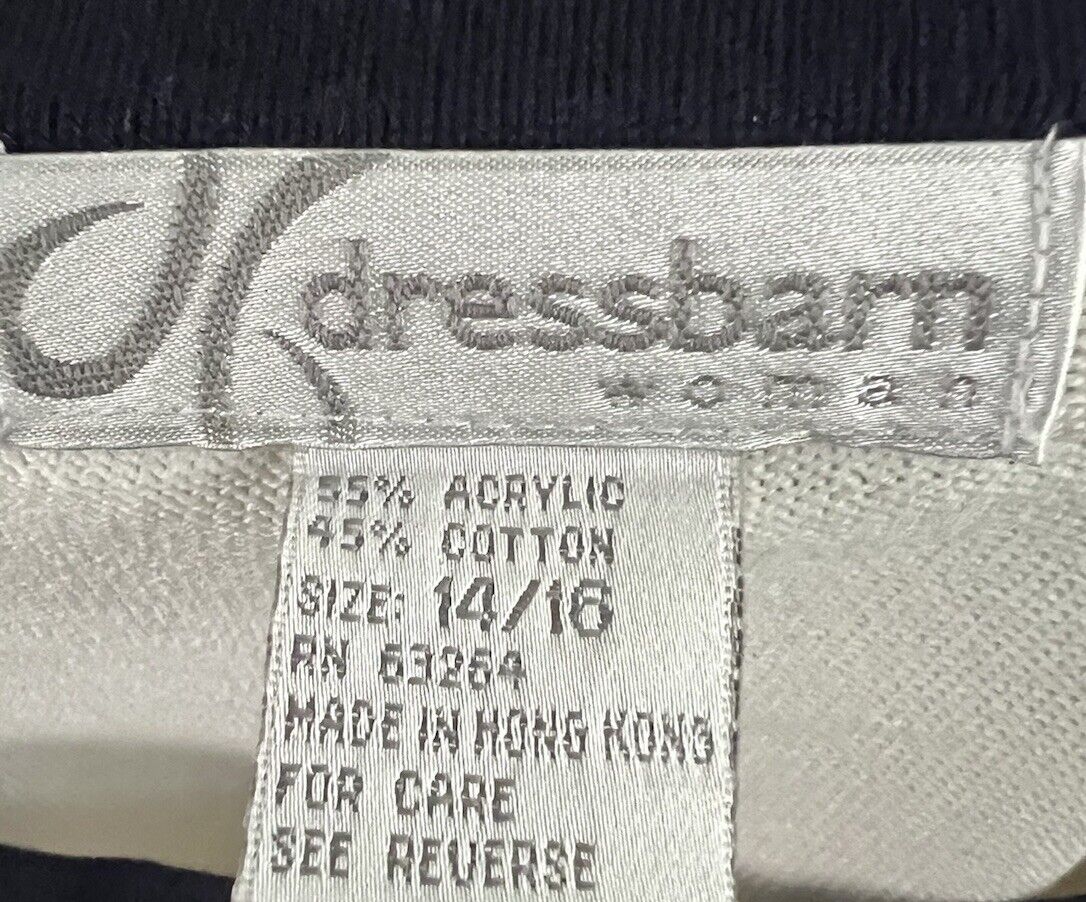 dressbarn
woman
55% ACRYLIC
45% COTTON
SIZE: 14/16
RN 63264
MADE IN HONG KONG
FOR CARE
SEE REVERSE